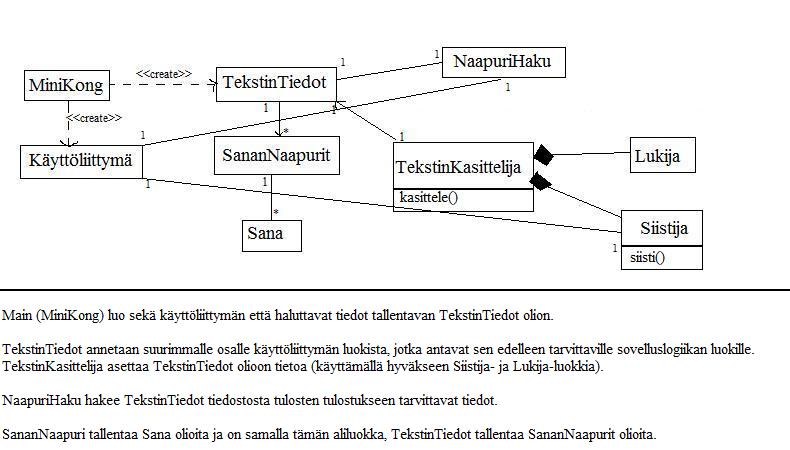 MiniKong
<<create>>
TekstinTiedot
1
1
NaapuriHaku
1
<<create>>
1
1
*
1
1
Käyttöliittymä
1
SananNaapurit
1
*
Sana
TekstinKasittelija
kasittele()
Lukija
Siistija
1
siisti()
Main (MiniKong) luo sekä käyttöliittymän että haluttavat tiedot tallentavan TekstinTiedot olion.
TekstinTiedot annetaan suurimmalle osalle käyttöliittymän luokista, jotka antavat sen edelleen tarvittaville sovelluslogiikan luokille.
TekstinKasittelija asettaa TekstinTiedot olioon tietoa (käyttämällä hyväkseen Siistija- ja Lukija-luokkia).
NaapuriHaku hakee TekstinTiedot tiedostosta tulosten tulostukseen tarvittavat tiedot.
SananNaapuri tallentaa Sana olioita ja on samalla tämän aliluokka, TekstinTiedot tallentaa SananNaapurit olioita.